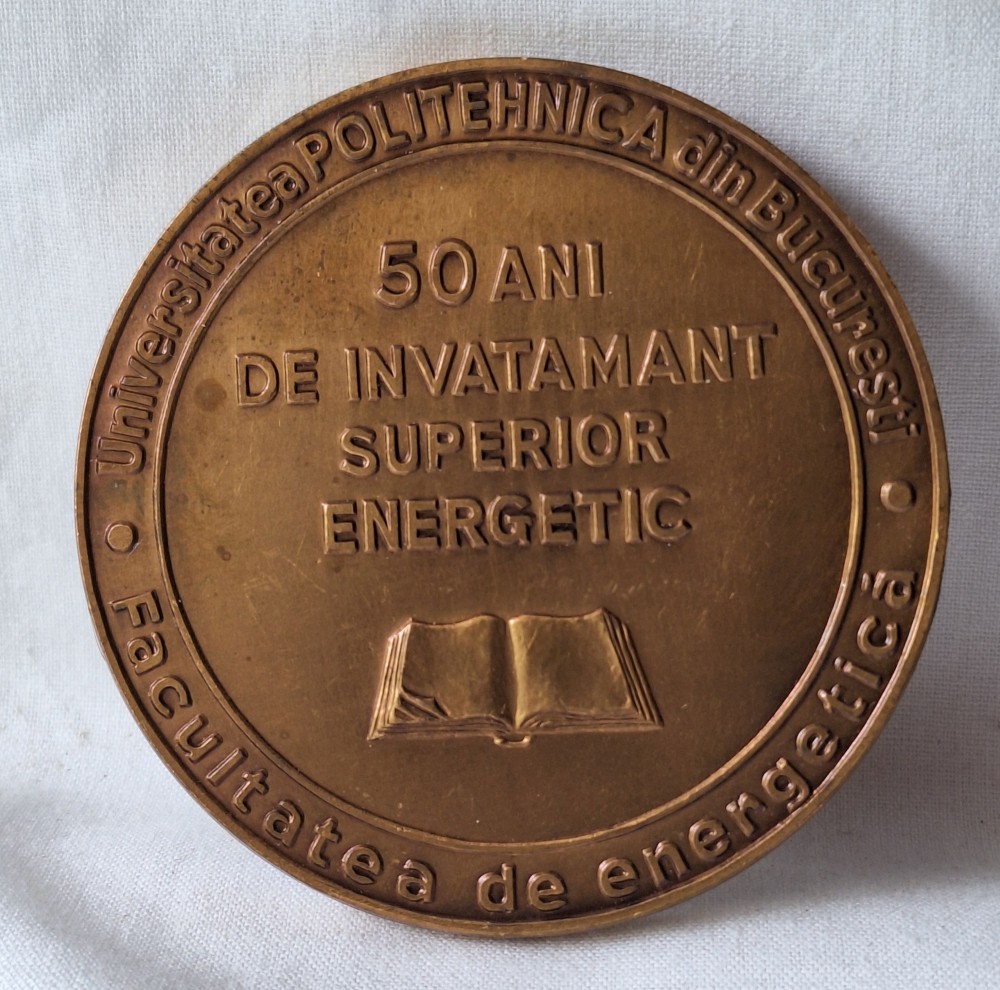 Universitatea POLITEHNICA din Bucuresti
50 ANI
DE INVATAMANT
SUPERIOR
ENERGETIC
Facultatea de energetică